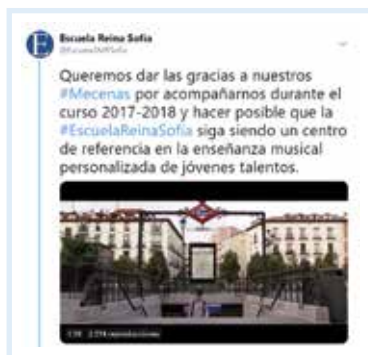 Escuela Reina Sofía
Queremos dar las gracias a nuestros
#Mecenas por acompañarnos durante el
curso 2017-2018 y hacer posible que la
#EscuelaReinaSofía siga siendo un centro
de referencia en la enseñanza musical
personalizada de jóvenes talentos.